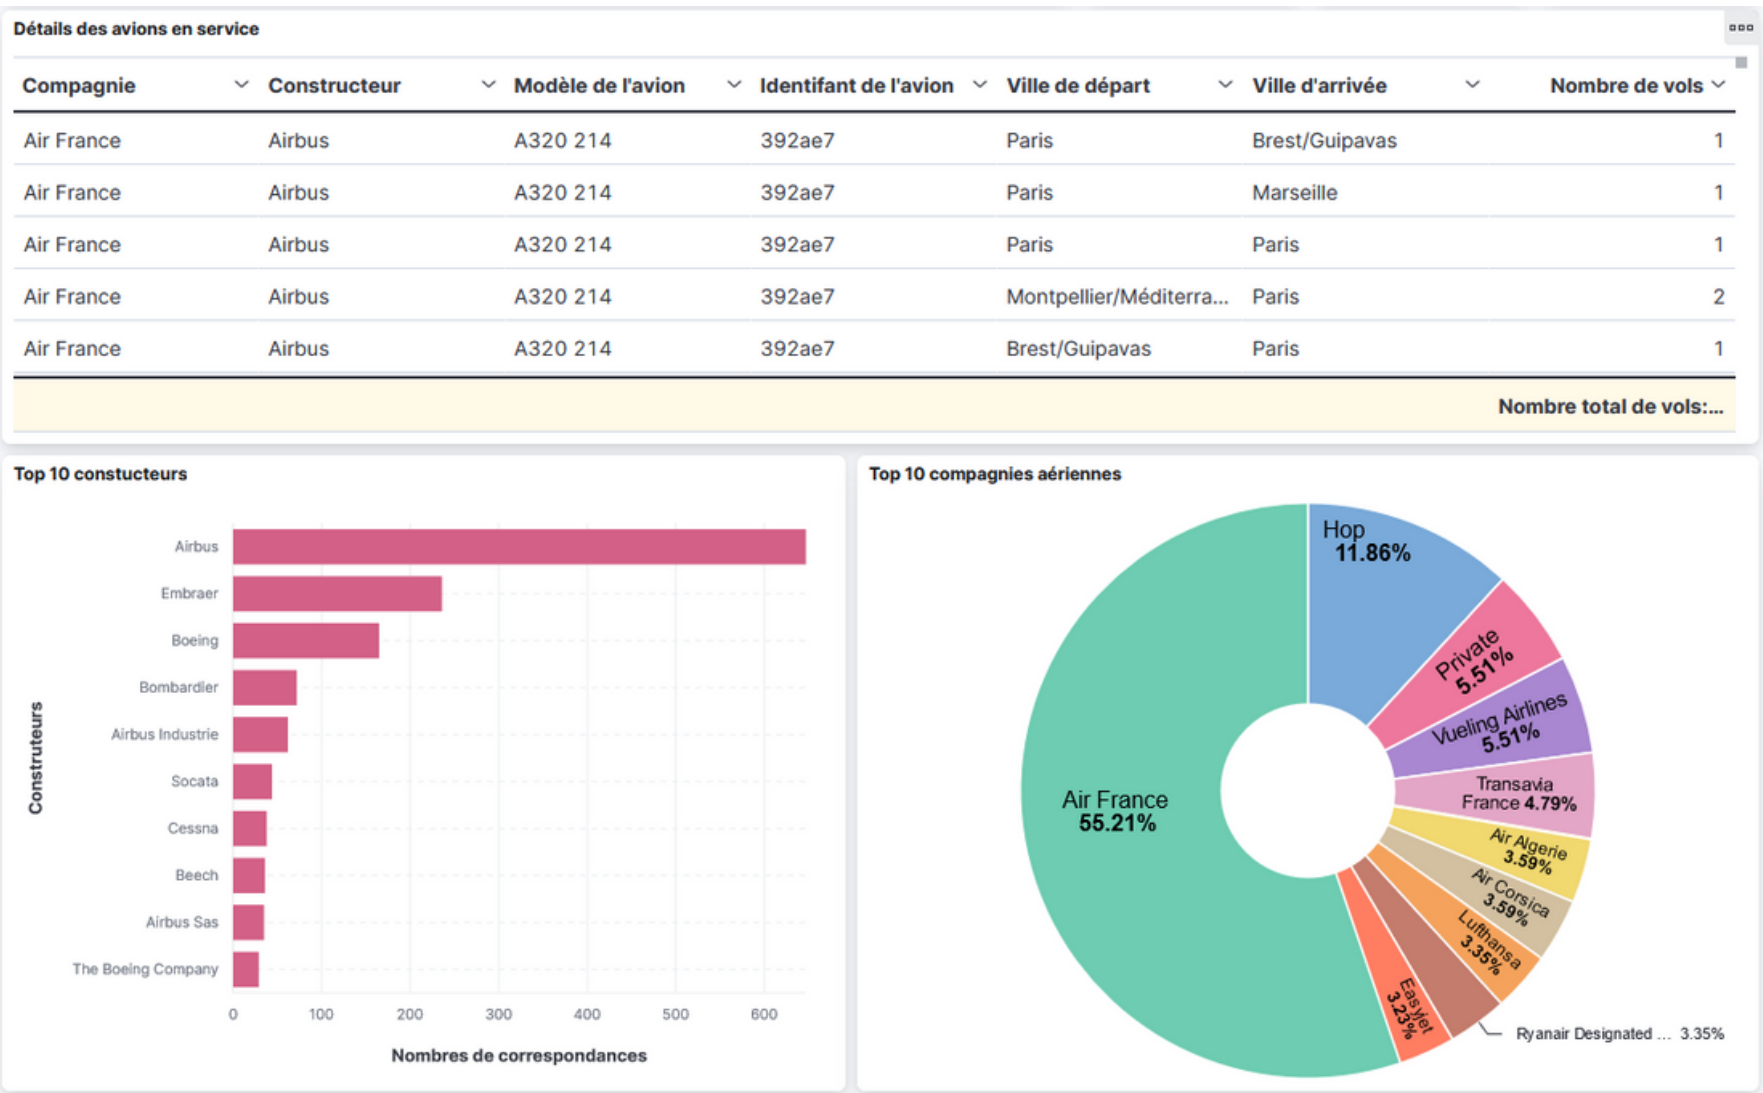 Détails des avions en service
Compagnie Constructeur Modèle de l'avion Identifant de l'avion Ville de départ Ville d'arrivée Nombre de vols
Air France Airbus A320 214 392ae7 Paris Brest/Guipavas 1
Air France Airbus A320 214 392ae7 Paris Marseille 1
Air France Airbus A320 214 392ae7 Paris Paris 1
Air France Airbus A320 214 392ae7 Montpellier/Méditerra... Paris 2
Air France Airbus A320 214 392ae7 Brest/Guipavas Paris 1
Nombre total de vols:...
Top 10 constucteurs
Construteurs
Airbus
Embraer
Boeing
Bombardier
Airbus Industrie
Socata
Cessna
Beech
Airbus Sas
The Boeing Company
0 100 200 300 400 500 600
Nombres de correspondances
Top 10 compagnies aériennes
Hop
11.86%
Private
5.51%
Vueling Airlines
5.51%
Transavia
France 4.79%
Air Algerie
3.59%
Air Corsica
3.59%
Lufthansa
3.35%
Ryanair Designated ... 3.35%
Easyjet
3.23%
Air France
55.21%